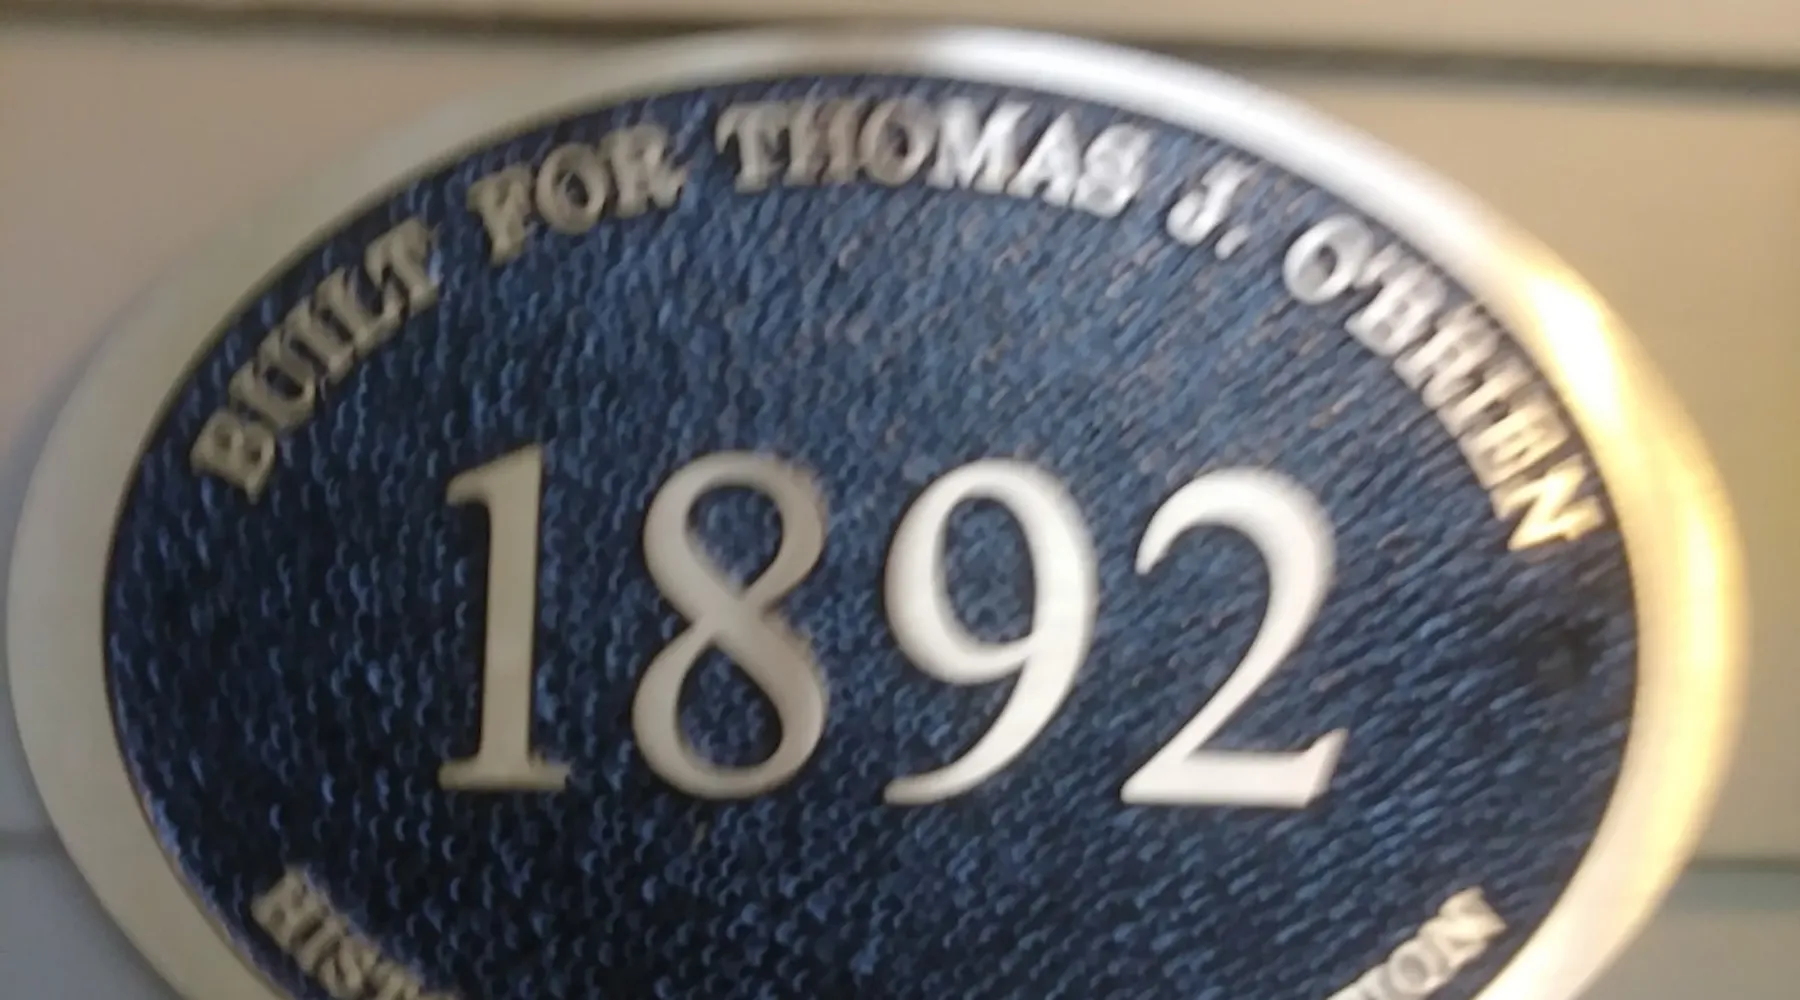 BUILT FOR THOMAS J. O'BRIEN
1892